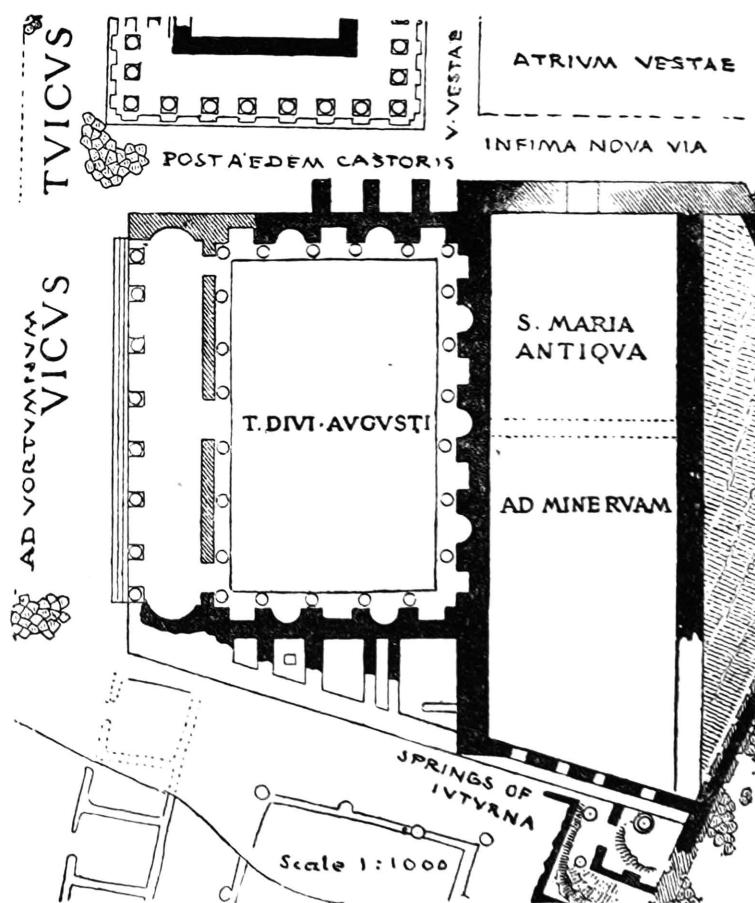 TVICVS
V. VESTAE
ATRIVM VESTAE
POST AEDEM CASTORIS
INFIMA NOVA VIA
AD VORTVMNVM
VICVS
S. MARIA
ANTIQVA
T. DIVI · AVGVSTI
AD MINERVAM
SPRINGS OF
IVTVRNA
Scale 1:1000